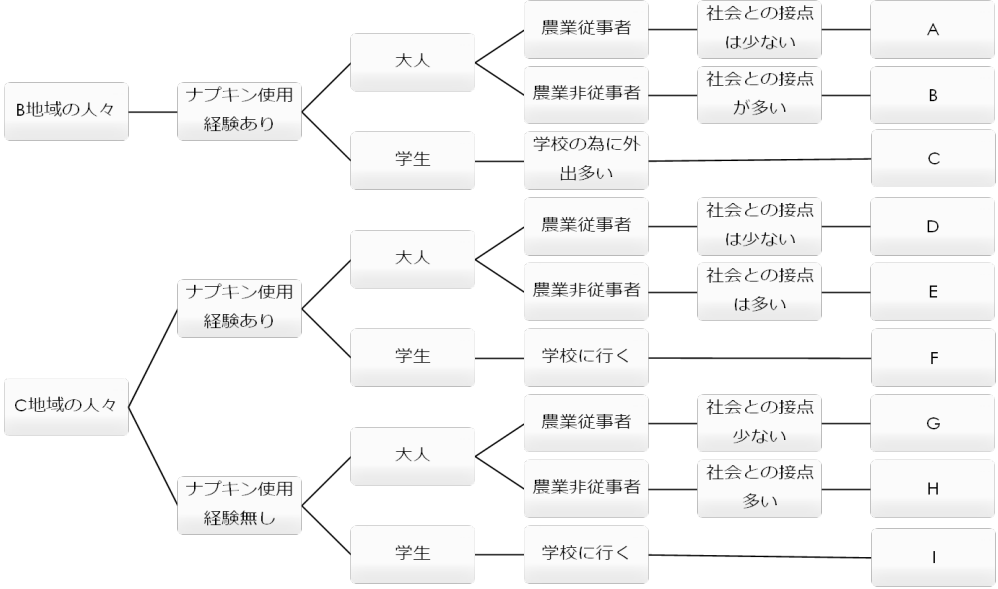 B地域の人々
ナプキン使用
経験あり
大人
農業従事者
社会との接点
は少ない
A
農業非従事者
社会との接点
が多い
B
学生
学校の為に外
出多い
C
C地域の人々
ナプキン使用
経験あり
大人
農業従事者
社会との接点
は少ない
D
農業非従事者
社会との接点
は多い
E
学生
学校に行く
F
ナプキン使用
経験無し
大人
農業従事者
社会との接点
少ない
G
農業非従事者
社会との接点
多い
H
学生
学校に行く
I